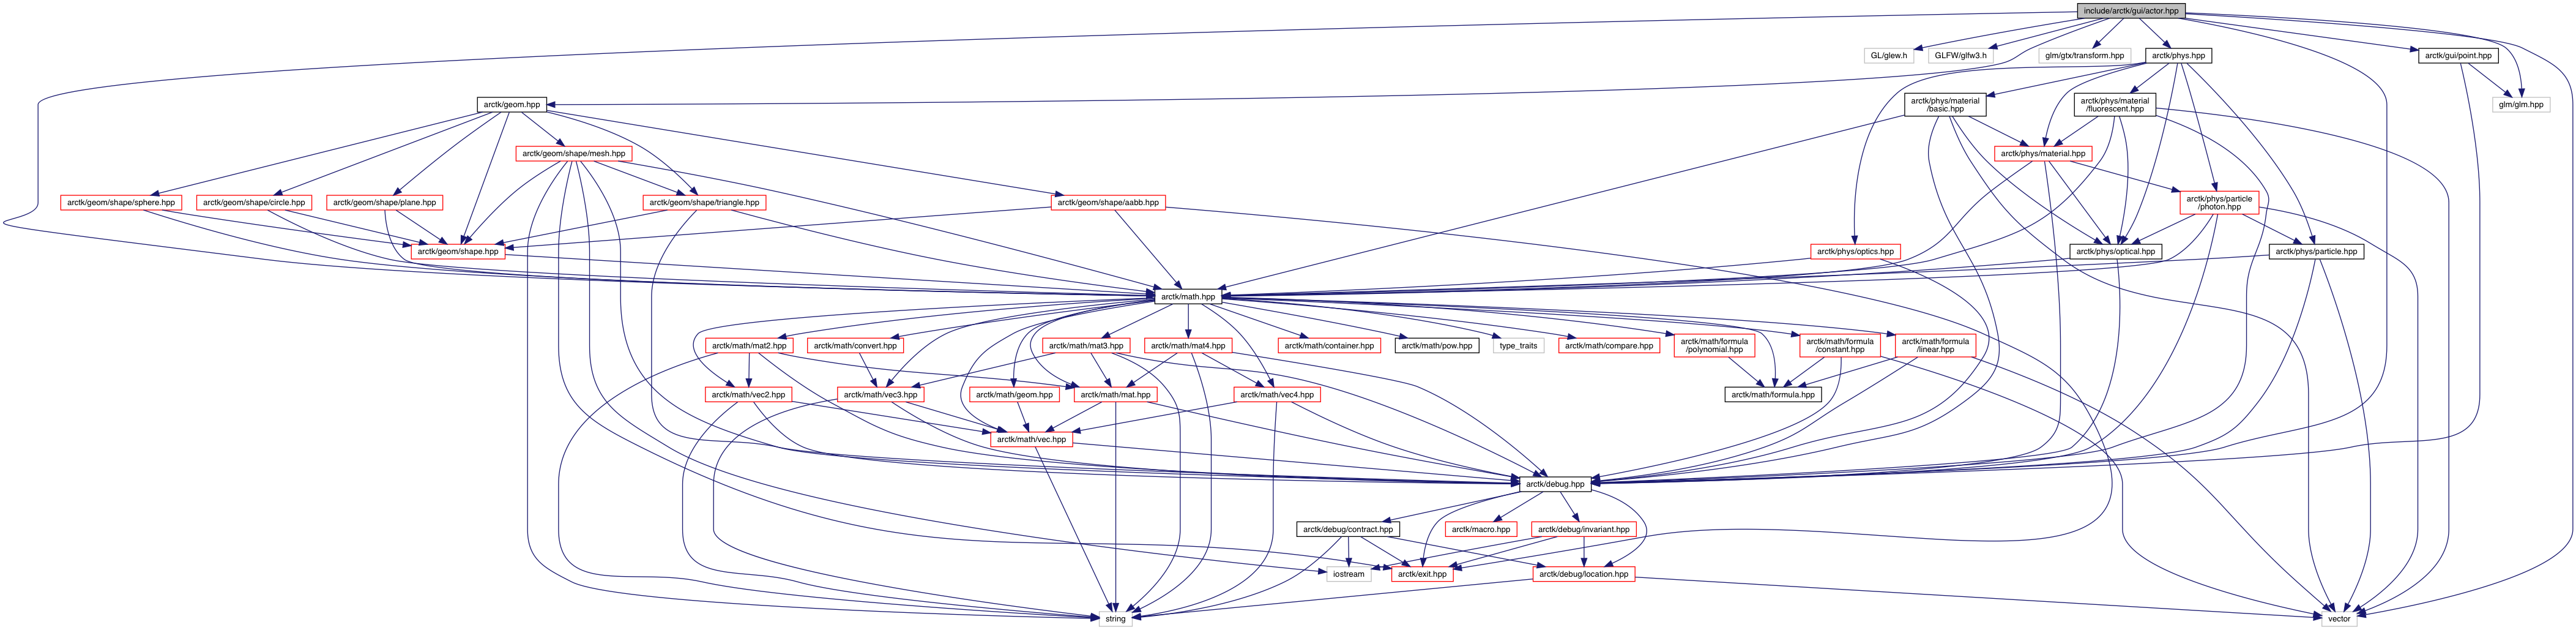 include/arctk/gui/actor.hpp
GL/glew.h
GLFW/glfw3.h
glm/gtx/transform.hpp
arctk/phys.hpp
arctk/gui/point.hpp
arctk/geom.hpp
arctk/phys/material
/basic.hpp
arctk/phys/material
/fluorescent.hpp
glm/glm.hpp
arctk/geom/shape/mesh.hpp
arctk/phys/material.hpp
arctk/geom/shape/sphere.hpp
arctk/geom/shape/circle.hpp
arctk/geom/shape/plane.hpp
arctk/geom/shape/triangle.hpp
arctk/geom/shape/aabb.hpp
arctk/phys/particle
/photon.hpp
arctk/geom/shape.hpp
arctk/phys/optics.hpp
arctk/phys/optical.hpp
arctk/phys/particle.hpp
arctk/math.hpp
arctk/math/mat2.hpp
arctk/math/convert.hpp
arctk/math/mat3.hpp
arctk/math/mat4.hpp
arctk/math/container.hpp
arctk/math/pow.hpp
type_traits
arctk/math/compare.hpp
arctk/math/formula
/polynomial.hpp
arctk/math/formula
/constant.hpp
arctk/math/formula
/linear.hpp
arctk/math/vec2.hpp
arctk/math/vec3.hpp
arctk/math/geom.hpp
arctk/math/mat.hpp
arctk/math/vec4.hpp
arctk/math/formula.hpp
arctk/math/vec.hpp
arctk/debug.hpp
arctk/debug/contract.hpp
arctk/macro.hpp
arctk/debug/invariant.hpp
iostream
arctk/exit.hpp
arctk/debug/location.hpp
string
vector